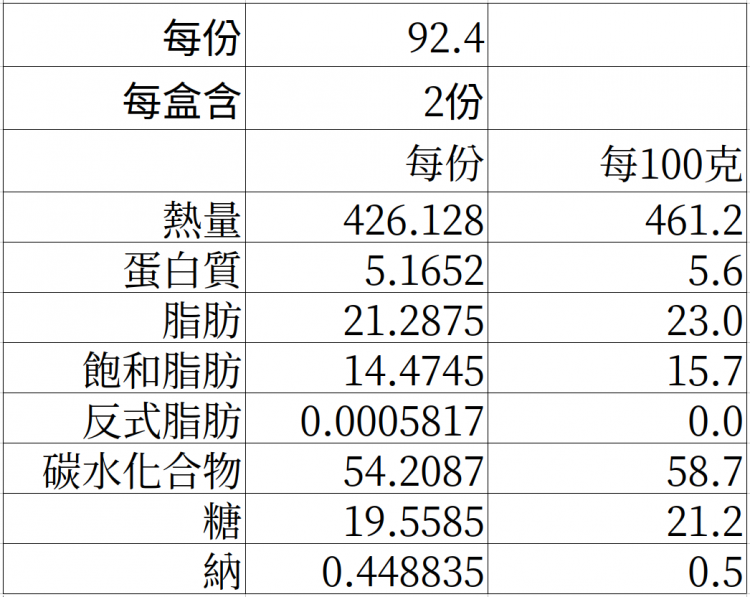 每份 92.4
每盒含 2份
每份 每100克
熱量 426.128 461.2
蛋白質 5.1652 5.6
脂肪 21.2875 23.0
飽和脂肪 14.4745 15.7
反式脂肪 0.0005817 0.0
碳水化合物 54.2087 58.7
糖 19.5585 21.2
納 0.448835 0.5